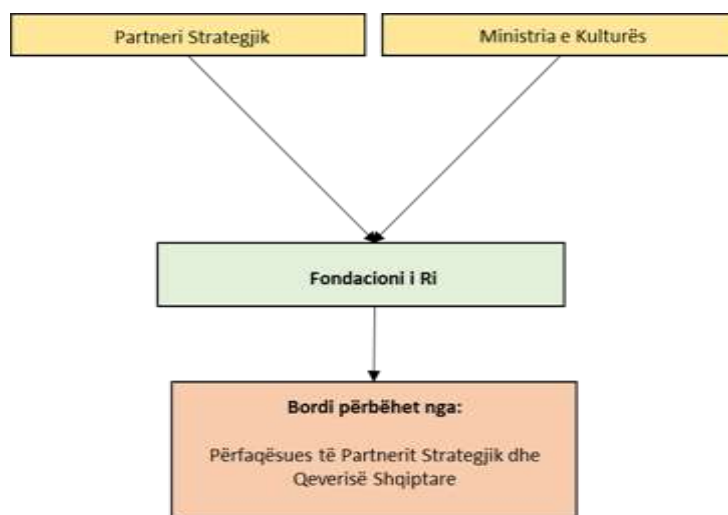 Partneri Strategjik
Ministria e Kulturës
Fondacioni i Ri
Bordi përbëhet nga:
Përfaqësues të Partnerit Strategjik dhe
Qeverisë Shqiptare